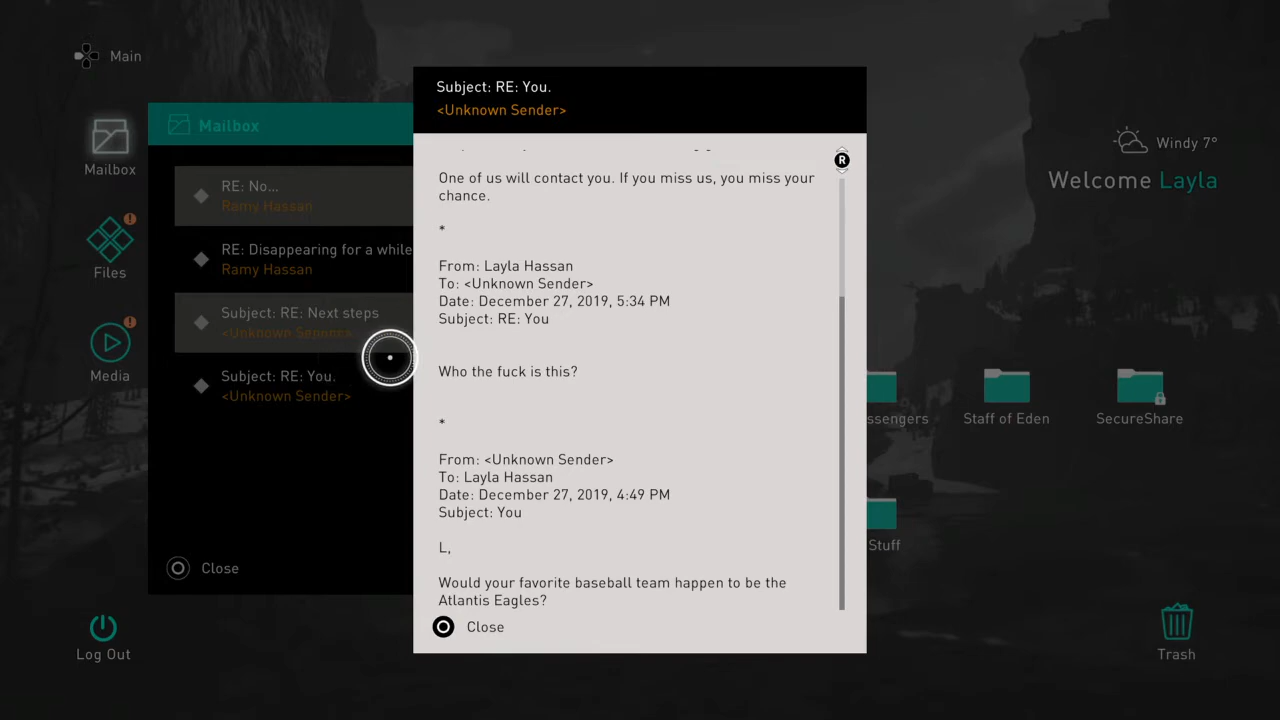 Main
Subject: RE: You.
<Unknown Sender>
Mailbox
Mailbox
RE: No...
Ramy Hassan
RE: Disappearing for a while
Ramy Hassan
Subject: RE: Next steps
<Unknown Sender>
Subject: RE: You.
<Unknown Sender>
Close
Files
Media
Log Out
R
One of us will contact you. If you miss us, you miss your
chance.
*
From: Layla Hassan
To: <Unknown Sender>
Date: December 27, 2019, 5:34 PM
Subject: RE: You
Who the fuck is this?
*
From: <Unknown Sender>
To: Layla Hassan
Date: December 27, 2019, 4:49 PM
Subject: You
L,
Would your favorite baseball team happen to be the
Atlantis Eagles?
Close
Windy 7°
Welcome Layla
ssengers
Staff of Eden
SecureShare
Stuff
Trash